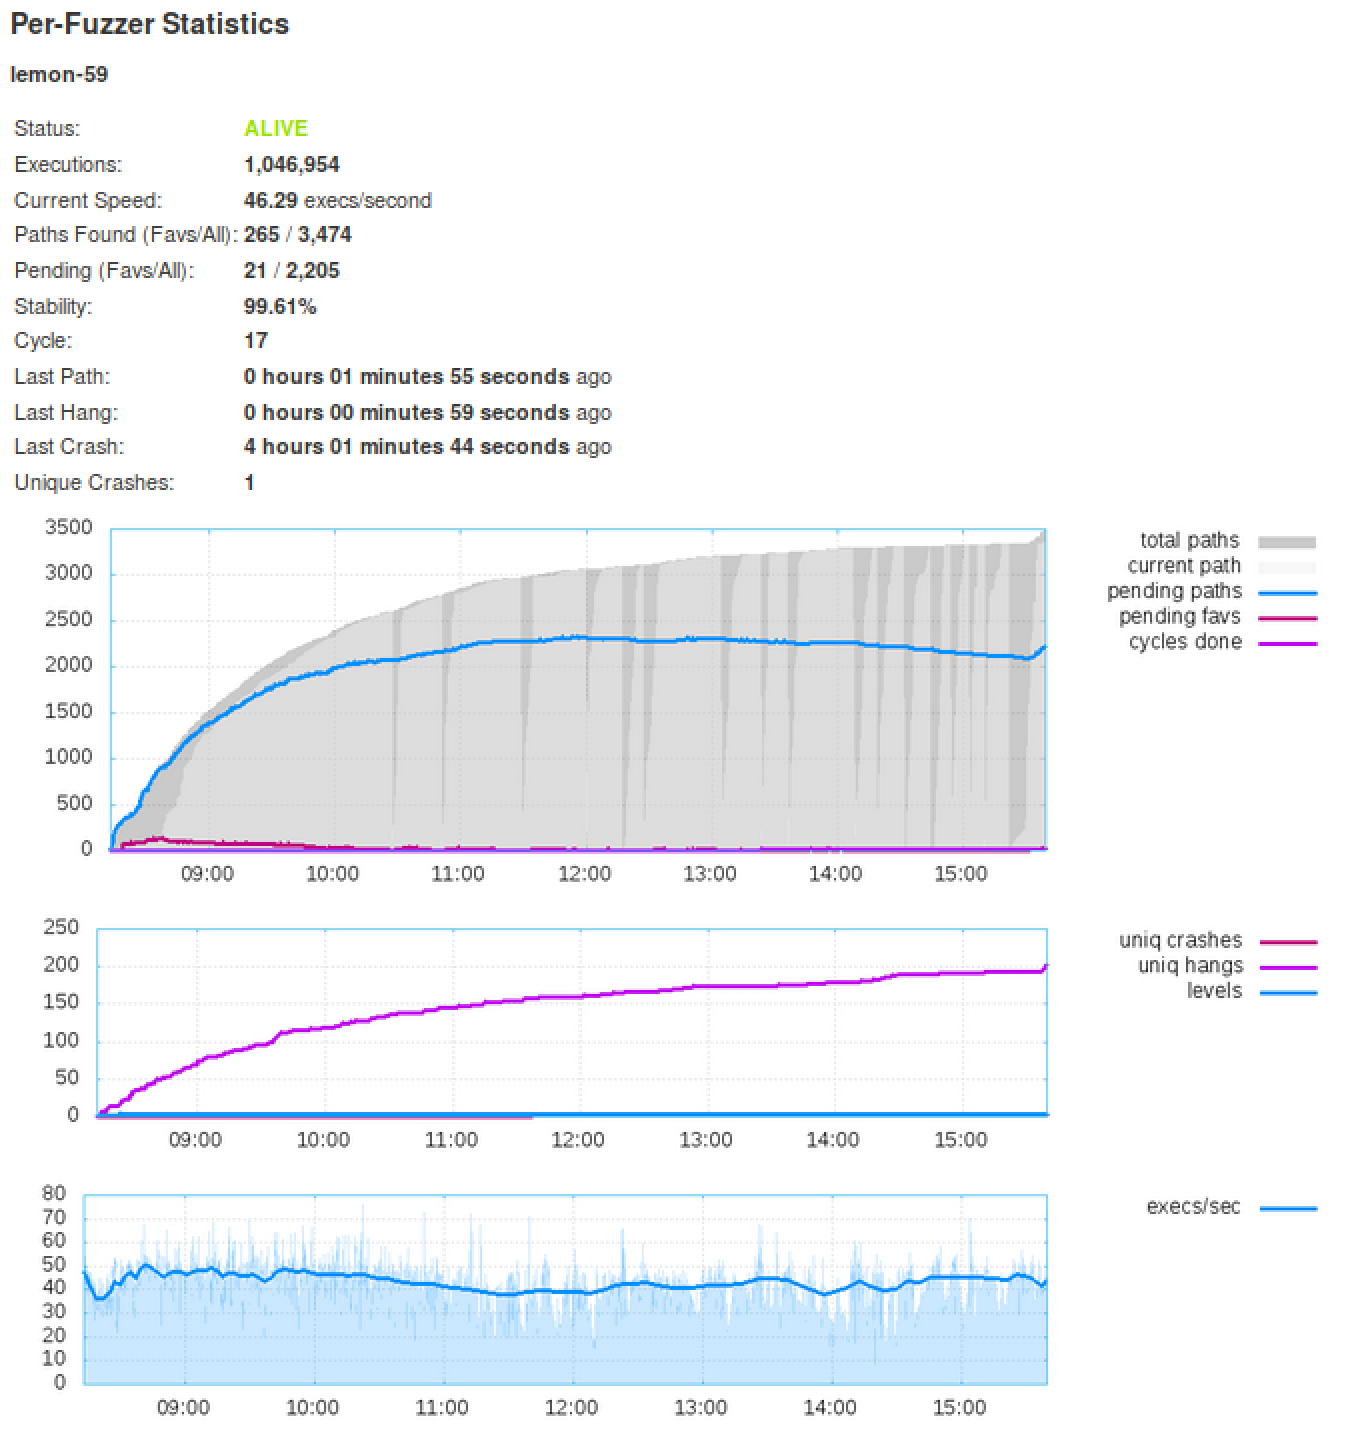 Per-Fuzzer Statistics
lemon-59
Status: ALIVE
Executions: 1,046,954
Current Speed: 46.29 execs/second
Paths Found (Favs/All): 265 / 3,474
Pending (Favs/All): 21 / 2,205
Stability: 99.61%
Cycle: 17
Last Path: 0 hours 01 minutes 55 seconds ago
Last Hang: 0 hours 00 minutes 59 seconds ago
Last Crash: 4 hours 01 minutes 44 seconds ago
Unique Crashes: 1
3500
3000
2500
2000
1500
1000
500
0
09:00 10:00 11:00 12:00 13:00 14:00 15:00
total paths
current path
pending paths
pending favs
cycles done
250
200
150
100
50
0
09:00 10:00 11:00 12:00 13:00 14:00 15:00
uniq crashes
uniq hangs
levels
80
70
60
50
40
30
20
10
0
09:00 10:00 11:00 12:00 13:00 14:00 15:00
execs/sec